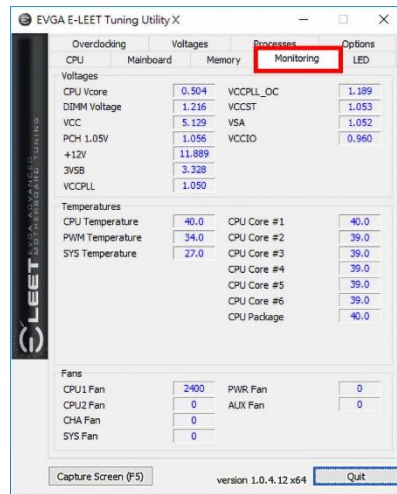 EVGA E-LEET Tuning Utility X
Overclocking Voltages Processes Options
CPU Mainboard Memory Monitoring LED
Voltages
CPU Vcore 0.504 VCCPLL_OC 1.189
DIMM Voltage 1.216 VCCST 1.053
VCC 5.129 VSA 1.052
PCH 1.05V 1.056 VCCIO 0.960
+12V 11.889
3VSB 3.328
VCCPLL 1.050
Temperatures
CPU Temperature 40.0 CPU Core #1 40.0
PWM Temperature 34.0 CPU Core #2 39.0
SYS Temperature 27.0 CPU Core #3 39.0
CPU Core #4 39.0
CPU Core #5 39.0
CPU Core #6 39.0
CPU Package 40.0
Fans
CPU1 Fan 2400 PWR Fan 0
CPU2 Fan 0 AUX Fan 0
CHA Fan 0
SYS Fan 0
Capture Screen (F5) version 1.0.4.12 x64 Quit
E-LEET EVGA ADVANCED
MOTHERBOARD TUNING